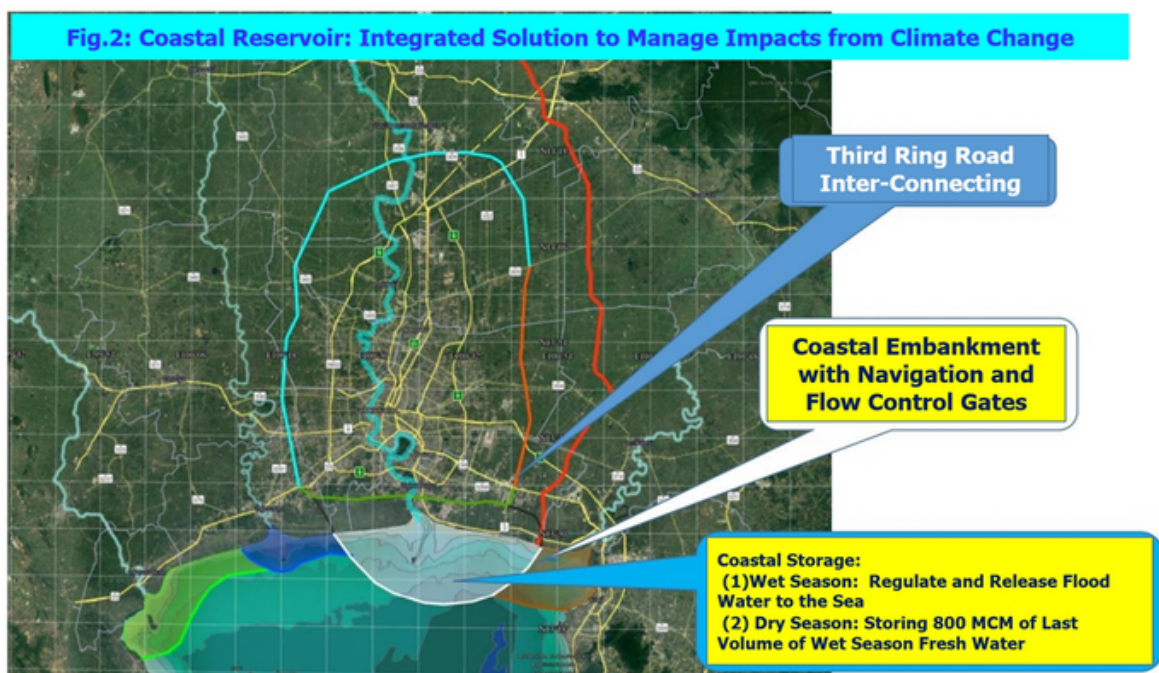 Fig.2: Coastal Reservoir: Integrated Solution to Manage Impacts from Climate Change
Third Ring Road
Inter-Connecting
Coastal Embankment
with Navigation and
Flow Control Gates
Coastal Storage:
(1)Wet Season: Regulate and Release Flood
Water to the Sea
(2) Dry Season: Storing 800 MCM of Last
Volume of Wet Season Fresh Water